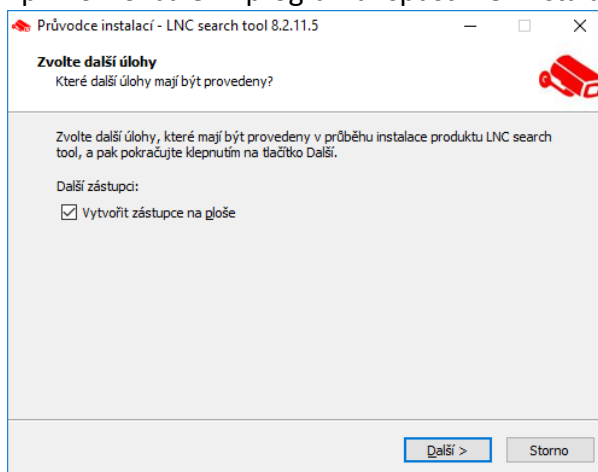 Průvodce instalací - LNC search tool 8.2.11.5
Zvolte další úlohy
Které další úlohy mají být provedeny?
Zvolte další úlohy, které mají být provedeny v průběhu instalace produktu LNC search
tool, a pak pokračujte klepnutím na tlačítko Další.
Další zástupci:
Vytvořit zástupce na ploše
Další >
Storno